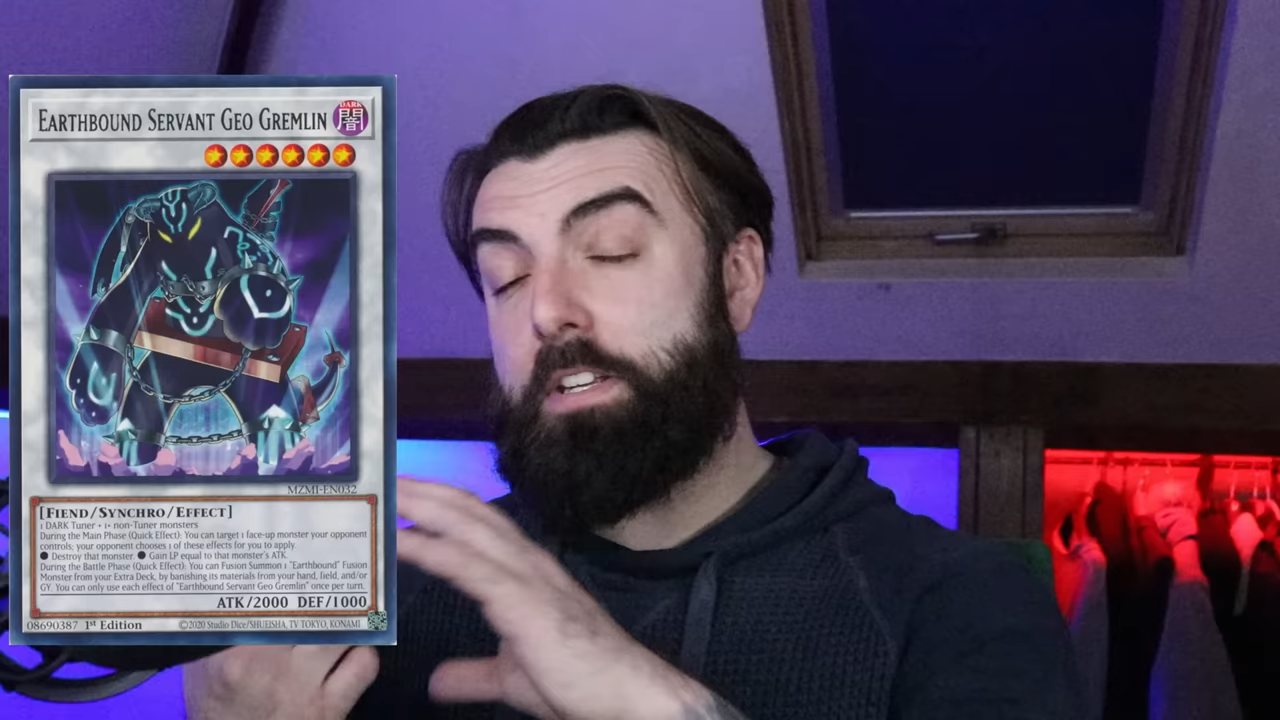 EARTHBOUND SERVANT GEO GREMLIN
DARK
闇
MZMI-EN032
[FIEND/SYNCHRO/EFFECT]
1 DARK Tuner + 1+ non-Tuner monsters
During the Main Phase (Quick Effect): You can target 1 face-up monster your opponent
controls; your opponent chooses 1 of these effects for you to apply.
● Destroy that monster. ● Gain LP equal to that monster's ATK.
During the Battle Phase (Quick Effect): You can Fusion Summon 1 "Earthbound" Fusion
Monster from your Extra Deck, by banishing its materials from your hand, field, and/or
GY. You can only use each effect of "Earthbound Servant Geo Gremlin" once per turn.
ATK/2000 DEF/1000
08690387 1st Edition ©2020 Studio Dice/SHUEISHA, TV TOKYO, KONAMI